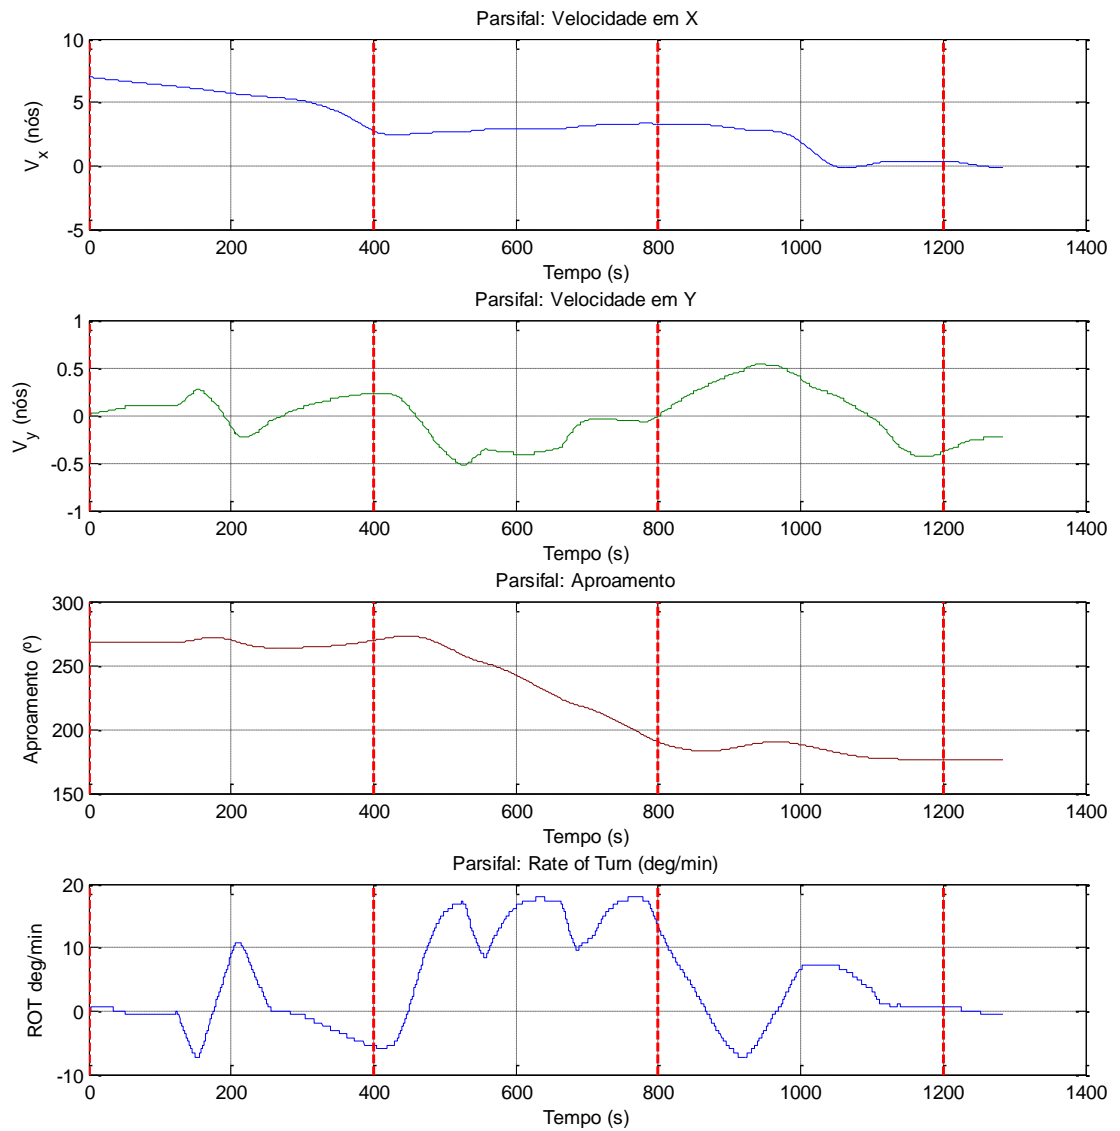 Parsifal: Velocidade em X
10
5
0
-5
V_x (nós)
0 200 400 600 800 1000 1200 1400
Tempo (s)
Parsifal: Velocidade em Y
1
0.5
0
-0.5
-1
V_y (nós)
0 200 400 600 800 1000 1200 1400
Tempo (s)
Parsifal: Aproamento
300
250
200
150
Aproamento (º)
0 200 400 600 800 1000 1200 1400
Tempo (s)
Parsifal: Rate of Turn (deg/min)
20
10
0
-10
ROT deg/min
0 200 400 600 800 1000 1200 1400
Tempo (s)